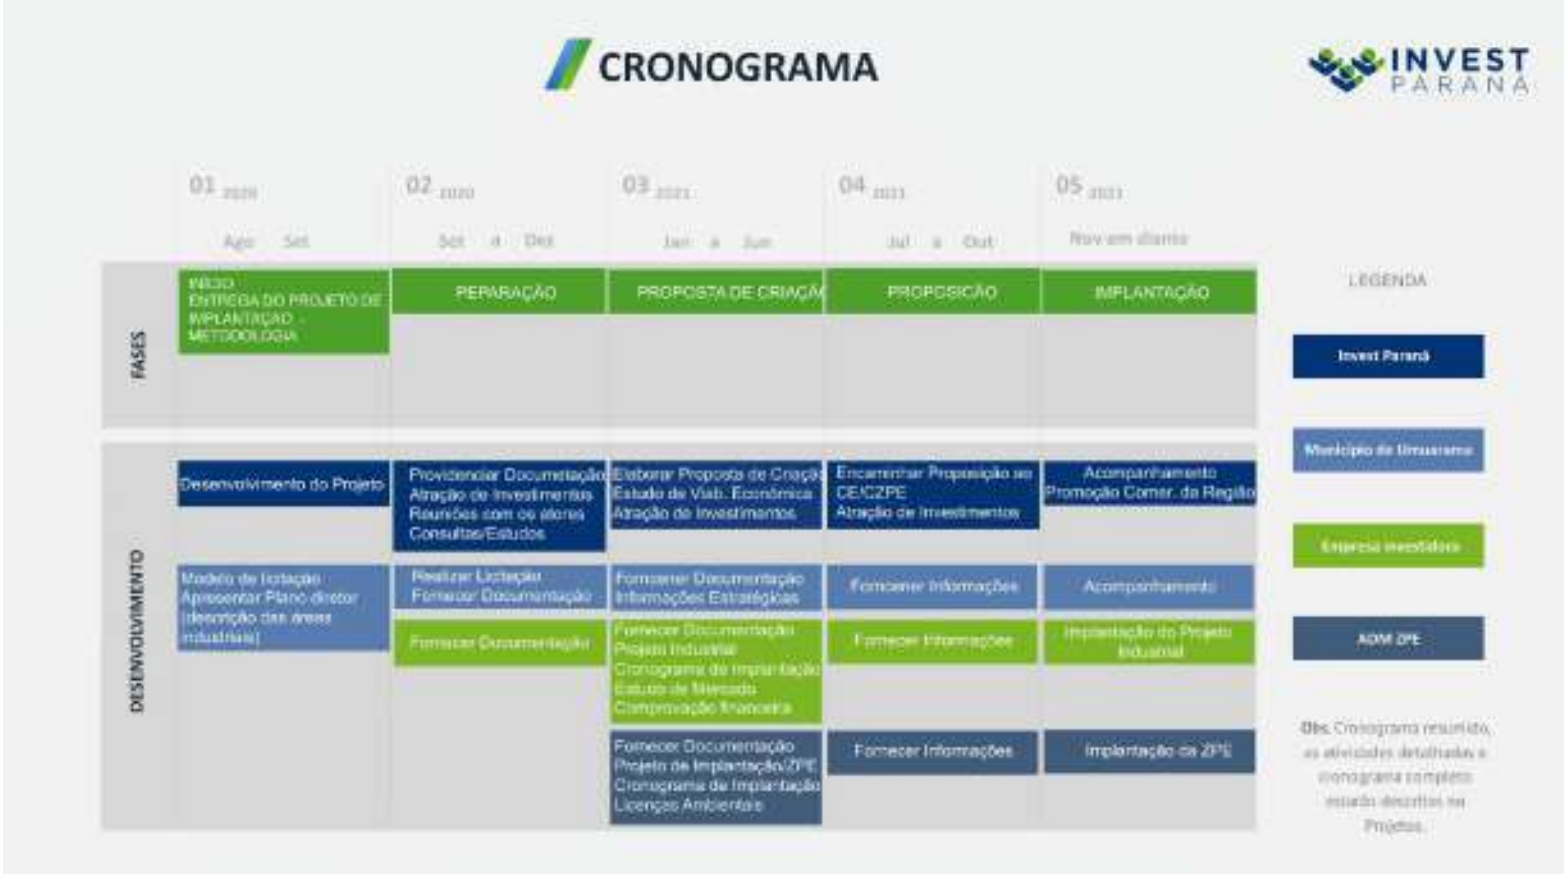 CRONOGRAMA
INVEST
PARANÁ
01 2020
02 2020
03 2021
04 2021
05 2021
Ago Set
Set a Dez
Jan a Jun
Jul a Out
Nov em diante
FASES
INÍCIO
ENTREGA DO PROJETO DE
IMPLANTAÇÃO -
METODOLOGIA
PEPARAÇÃO
PROPOSTA DE CRIAÇÃ
PROPOSIÇÃO
IMPLANTAÇÃO
LEGENDA
Invest Paraná
Município de Umuarama
Empresa investidora
ADM ZPE
DESENVOLVIMENTO
Desenvolvimento do Projeto
Providenciar Documetação
Atração de Investimentos
Reuniões com os atores
Consultas/Estudos
Elaborar Proposta de Criação
Estudo de Viab. Econômica
Atração de Investimentos
Encaminhar Proposição ao
CE/CZPE
Atração de Investimentos
Acompanhamento
Promoção Comer. da Região
Modelo de licitação
Apresentar Plano diretor
(descrição das áreas
industriais)
Realizar Licitação
Fornecer Documentação
Fornecer Documentação
Informações Estratégicas
Fornecer Informações
Acompanhamento
Fornecer Documentação
Fornecer Documentação
Projeto Industrial
Cronograma de Implantação
Estudo de Mercado
Comprovação financeira
Fornecer Informações
Implantação do Projeto
Industrial
Fornecer Documentação
Projeto de Implantação/ZPE
Cronograma de Implantação
Licenças Ambientais
Fornecer Informações
Implantação da ZPE
Obs. Cronograma resumido,
as atividades detalhadas e
cronograma completo
estarão descritos no
Projetos.